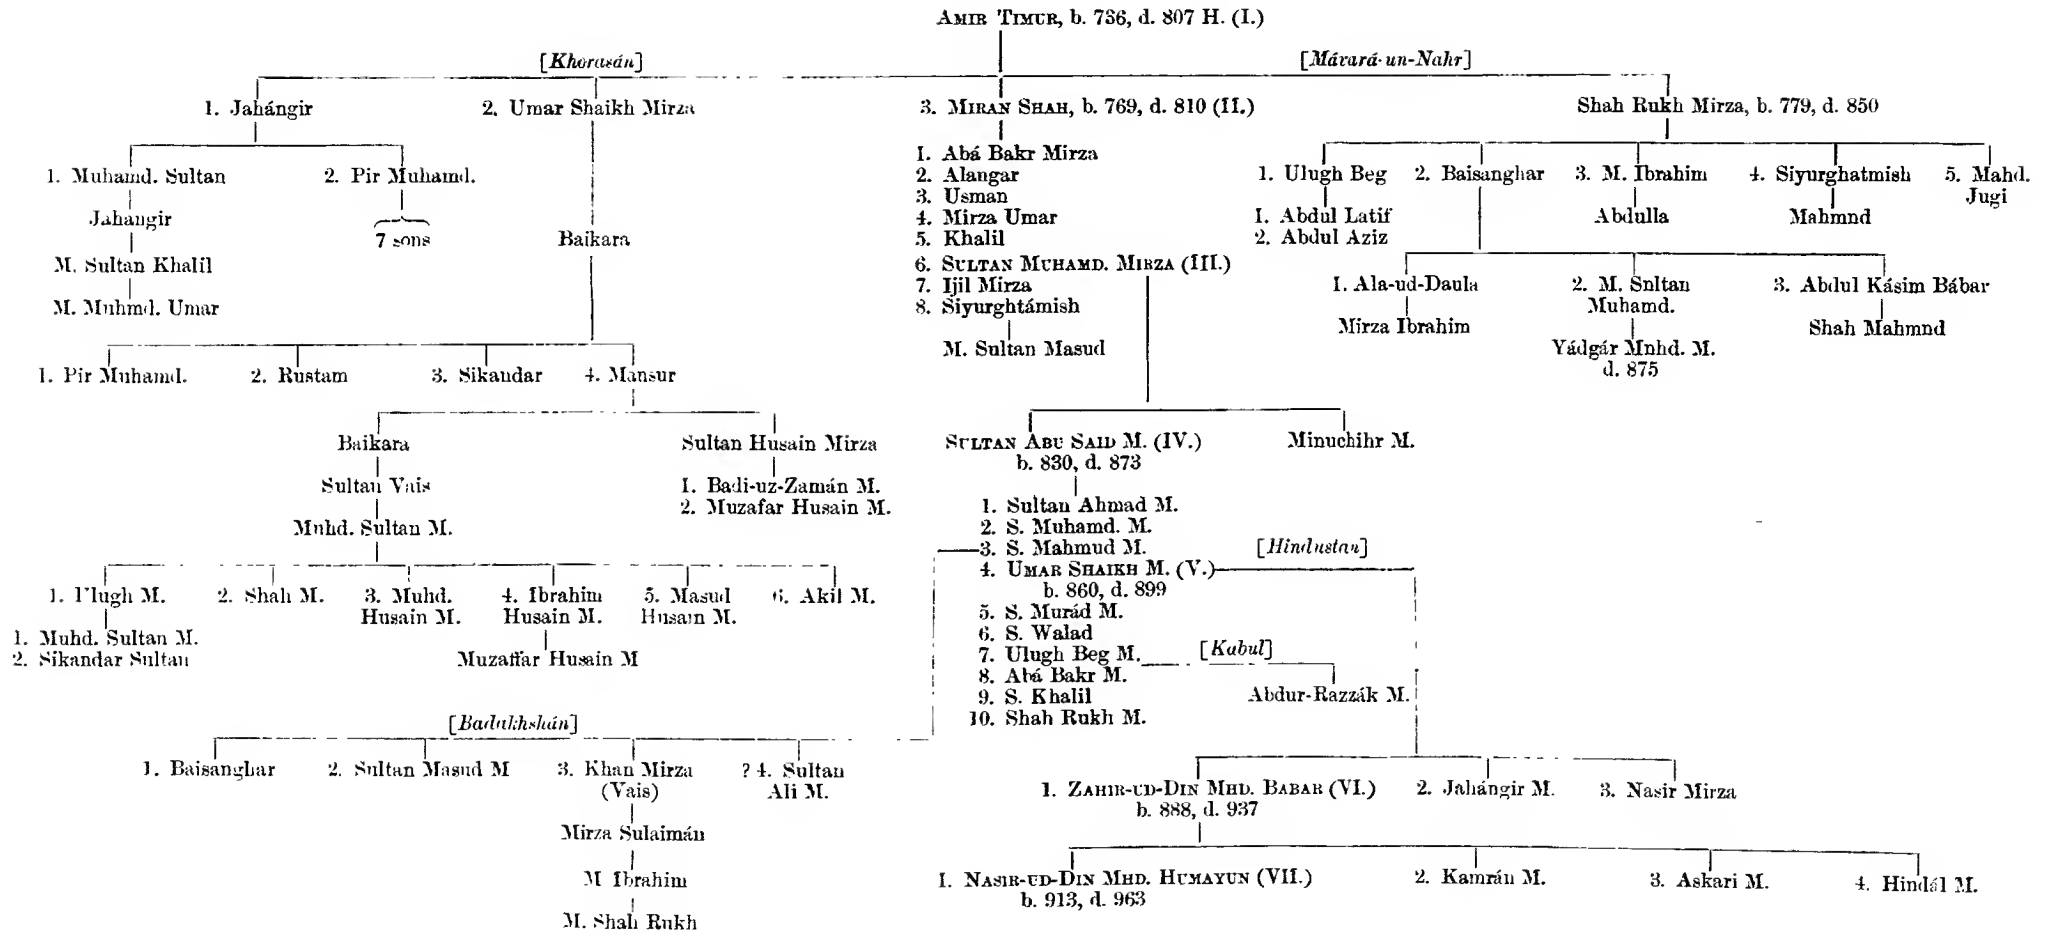 AMIR TIMUR, b. 736, d. 807 H. (I.)
[Khorasán]
[Mávará-un-Nahr]
1. Jahángir
2. Umar Shaikh Mirza
3. MIRAN SHAH, b. 769, d. 810 (II.)
Shah Rukh Mirza, b. 779, d. 850
1. Muhamd. Sultan
2. Pir Muhamd.
Jahangir
7 sons
M. Sultan Khalil
M. Muhmd. Umar
Baikara
1. Abá Bakr Mirza
2. Alangar
3. Usman
4. Mirza Umar
5. Khalil
6. SULTAN MUHAMD. MIRZA (III.)
7. Ijil Mirza
8. Siyurghtámish
M. Sultan Masud
1. Ulugh Beg
2. Baisanghar
3. M. Ibrahim
4. Siyurghatmish
5. Mahd.
Jugi
1. Abdul Latif
2. Abdul Aziz
Abdulla
Mahmnd
1. Ala-ud-Daula
2. M. Snltan
Muhamd.
3. Abdul Kásim Bábar
Mirza Ibrahim
Yádgár Mnhd. M.
d. 875
Shah Mahmnd
1. Pir Muhamd.
2. Rustam
3. Sikandar
4. Mansur
Baikara
Sultan Husain Mirza
Sultan Vais
1. Badi-uz-Zamán M.
2. Muzafar Husain M.
Muhd. Sultan M.
1. Ulugh M.
2. Shah M.
3. Muhd.
Husain M.
4. Ibrahim
Husain M.
5. Masud
Husain M.
6. Akil M.
1. Muhd. Sultan M.
2. Sikandar Sultan
Muzaffar Husain M
SULTAN ABU SAID M. (IV.)
b. 830, d. 873
Minuchihr M.
1. Sultan Ahmad M.
2. S. Muhamd. M.
3. S. Mahmud M.
4. UMAR SHAIKH M. (V.)
b. 860, d. 899
5. S. Murád M.
6. S. Walad
7. Ulugh Beg M.
8. Abá Bakr M.
9. S. Khalil
10. Shah Rukh M.
[Hindustan]
[Kabul]
Abdur-Razzák M.
[Badakhshán]
1. Baisanghar
2. Sultan Masud M
3. Khan Mirza
(Vais)
? 4. Sultan
Ali M.
Mirza Sulaimán
M Ibrahim
M. Shah Rukh
1. ZAHIR-UD-DIN MHD. BABAR (VI.)
b. 888, d. 937
2. Jahángir M.
3. Nasir Mirza
1. NASIR-UD-DIN MHD. HUMAYUN (VII.)
b. 913, d. 963
2. Kamrán M.
3. Askari M.
4. Hindál M.